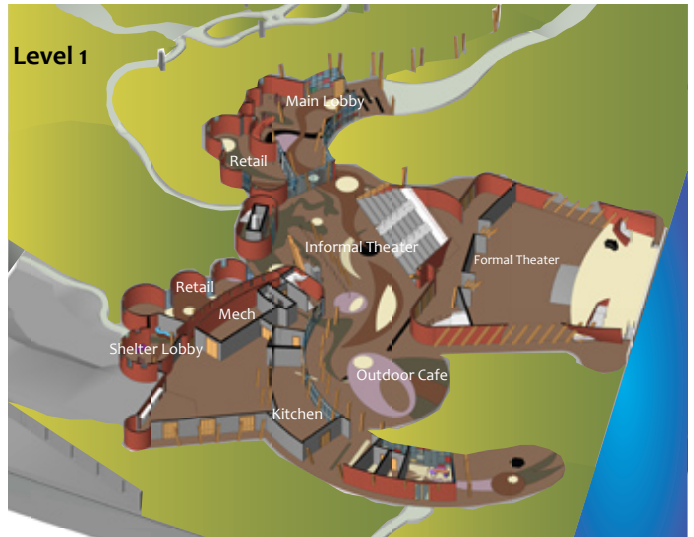 Level 1
Main Lobby
Retail
Informal Theater
Formal Theater
Retail
Mech
Shelter Lobby
Outdoor Cafe
Kitchen